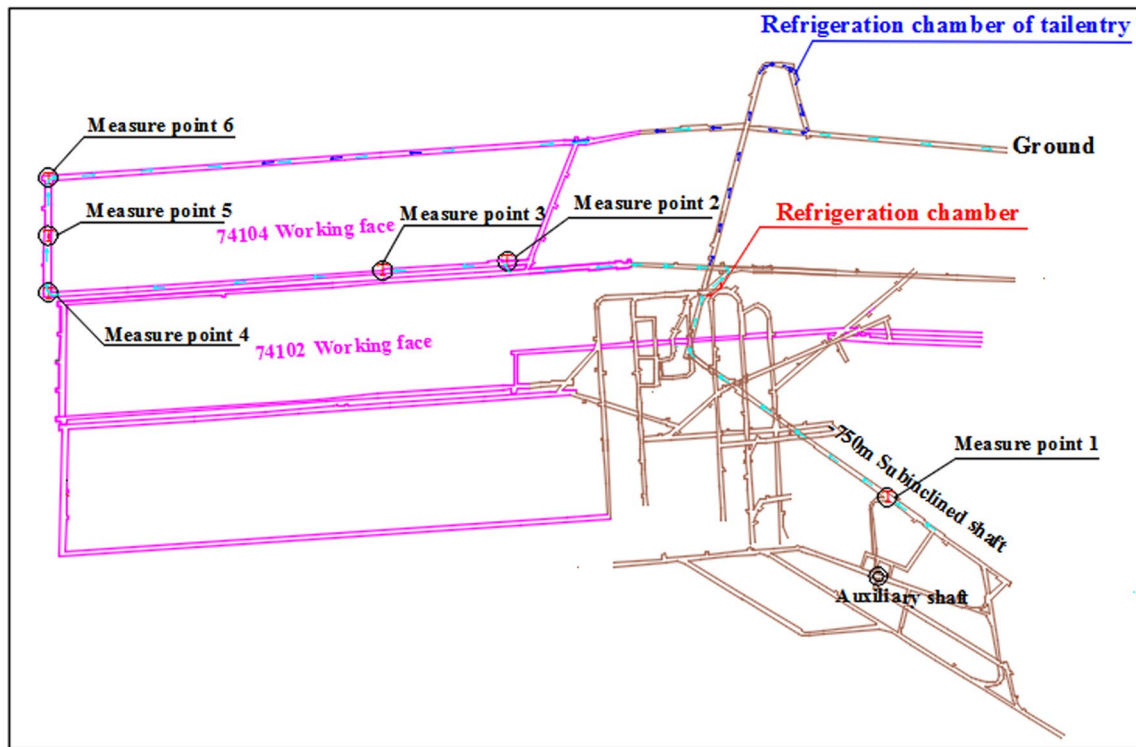 Refrigeration chamber of tailentry
Measure point 6
Ground
Measure point 5
Measure point 3
Measure point 2
74104 Working face
Refrigeration chamber
Measure point 4
74102 Working face
-750m Subinclined shaft
Measure point 1
Auxiliary shaft